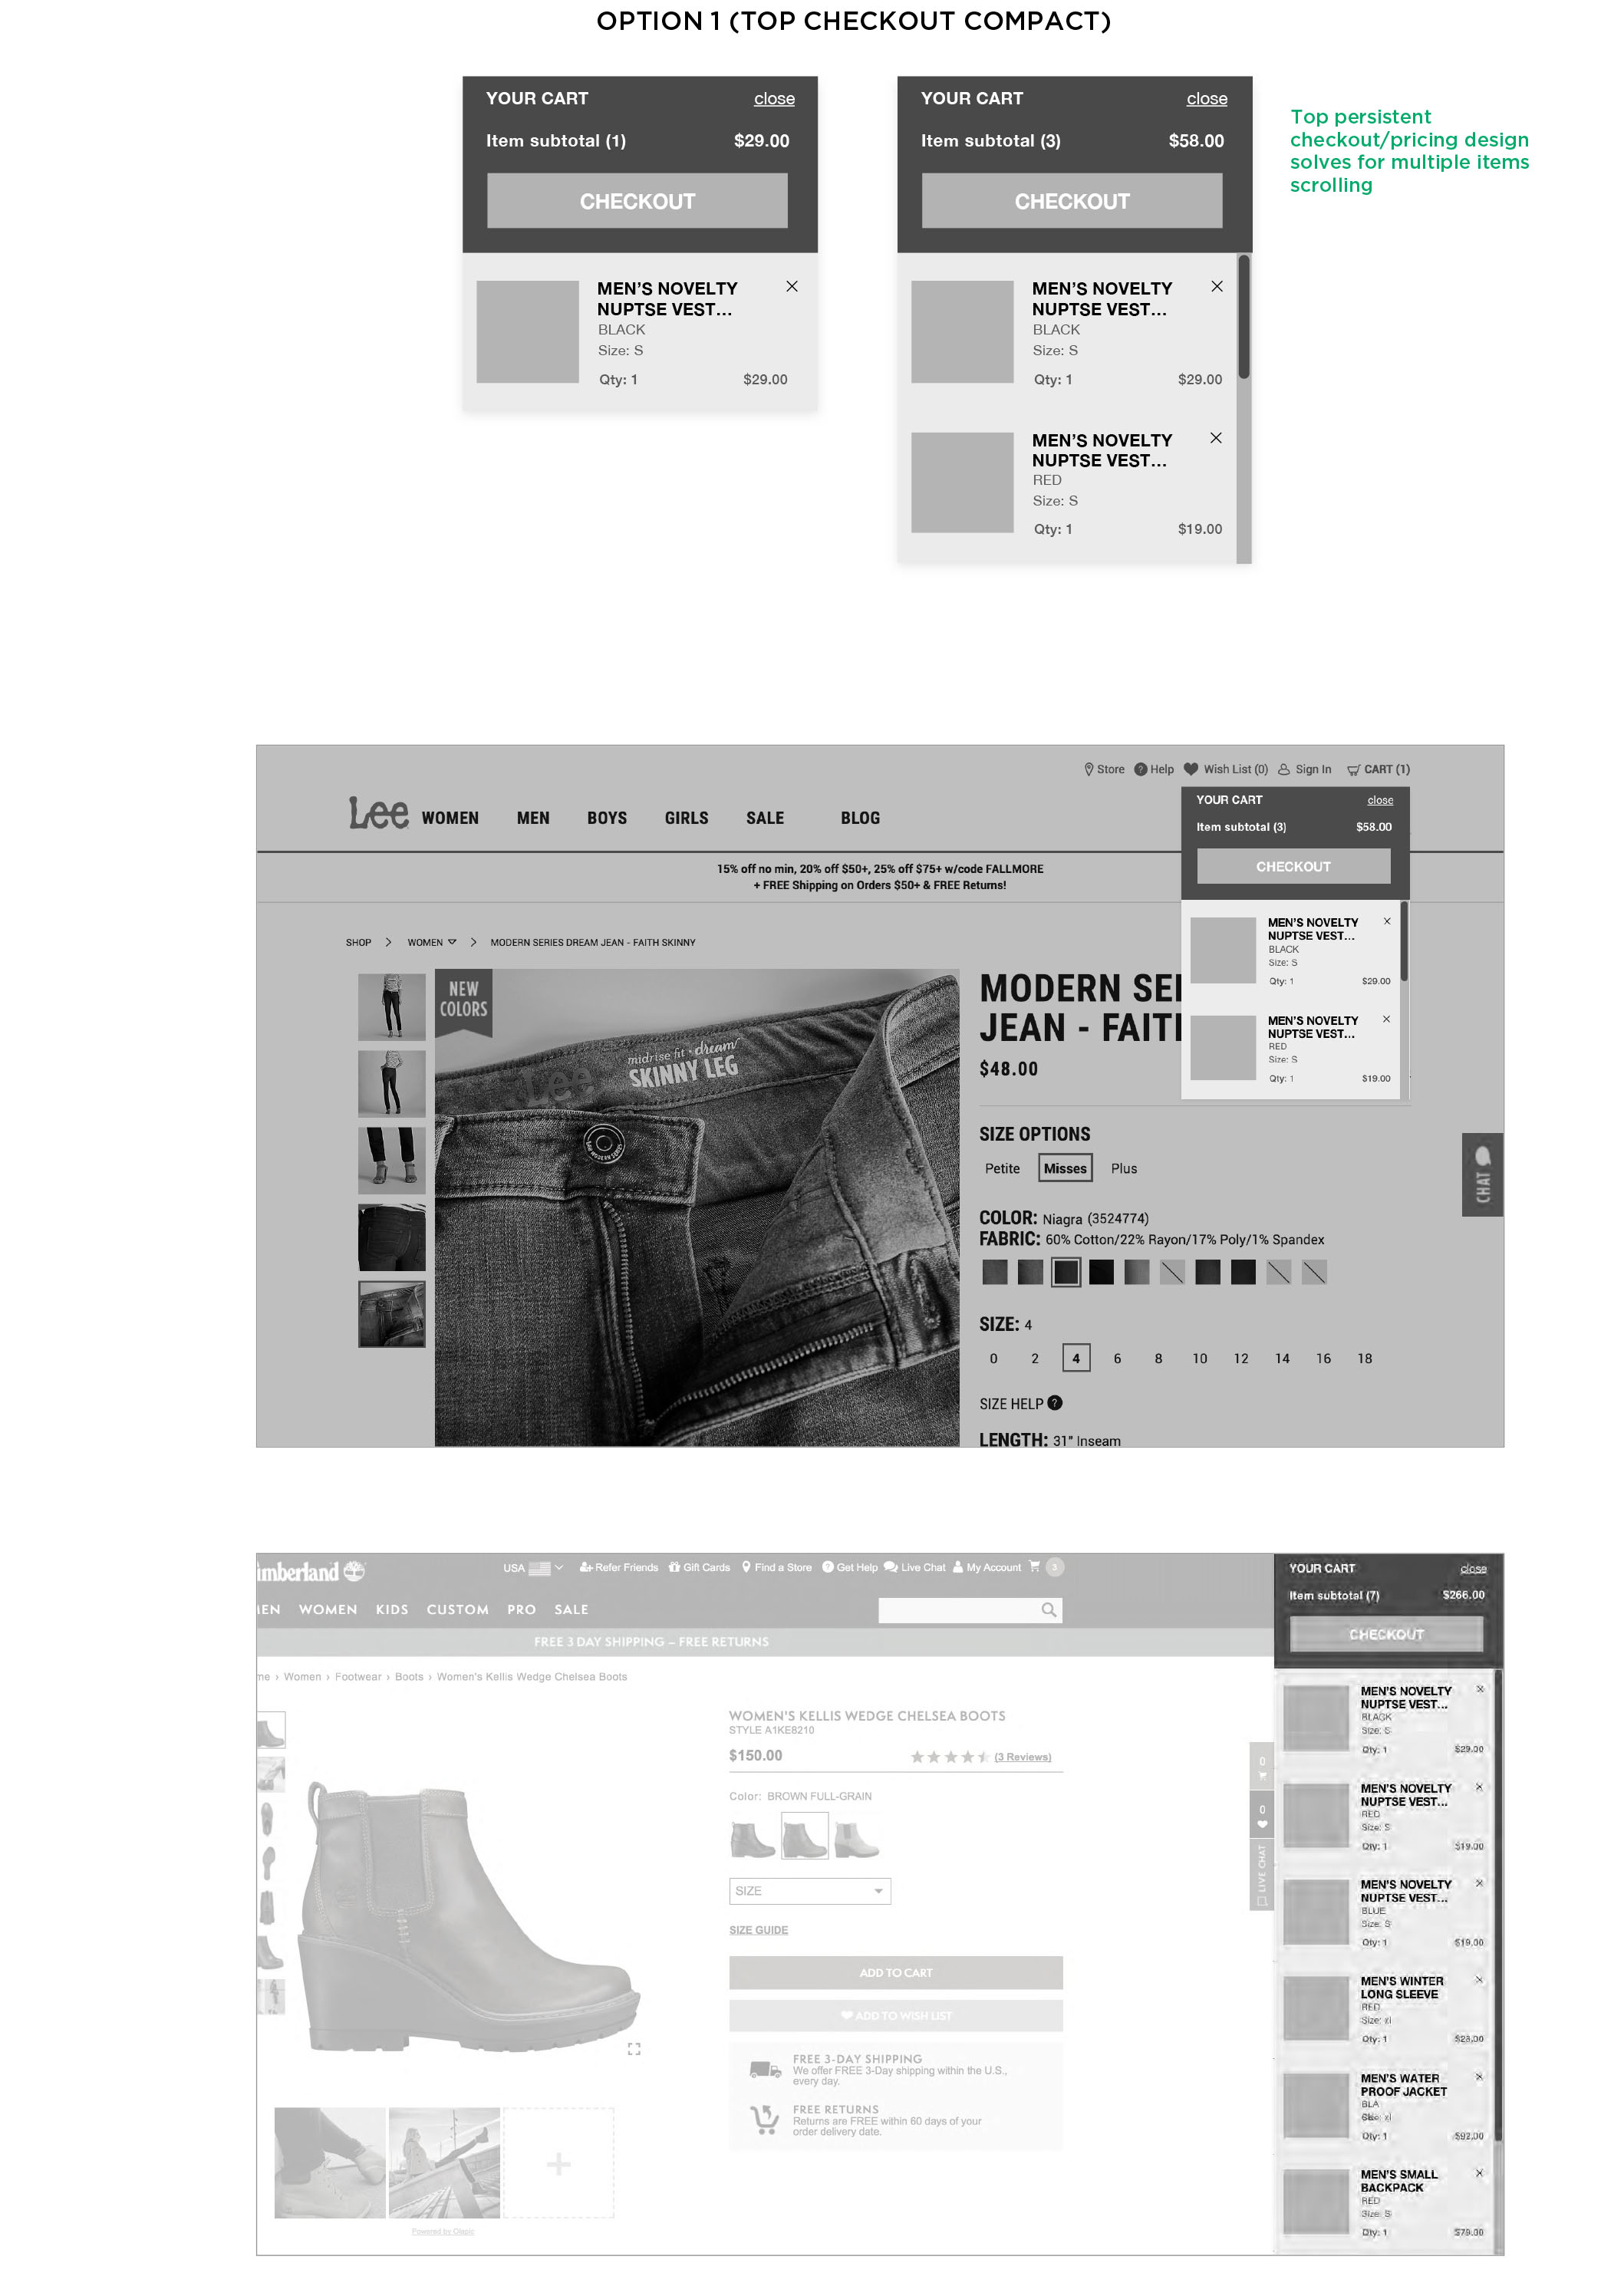 OPTION 1 (TOP CHECKOUT COMPACT)
YOUR CART close
Item subtotal (1) $29.00
CHECKOUT
MEN'S NOVELTY
NUPTSE VEST...
BLACK
Size: S
Qty: 1 $29.00
YOUR CART close
Item subtotal (3) $58.00
CHECKOUT
MEN'S NOVELTY
NUPTSE VEST...
BLACK
Size: S
Qty: 1 $29.00
MEN'S NOVELTY
NUPTSE VEST...
RED
Size: S
Qty: 1 $19.00
Top persistent
checkout/pricing design
solves for multiple items
scrolling
Store Help Wish List (0) Sign In CART (1)
Lee WOMEN MEN BOYS GIRLS SALE BLOG
15% off no min, 20% off $50+, 25% off $75+ w/code FALLMORE
+ FREE Shipping on Orders $50+ & FREE Returns!
YOUR CART close
Item subtotal (3) $58.00
CHECKOUT
MEN'S NOVELTY
NUPTSE VEST...
BLACK
Size: S
Qty: 1 $29.00
MEN'S NOVELTY
NUPTSE VEST...
RED
Size: S
Qty: 1 $19.00
SHOP > WOMEN > MODERN SERIES DREAM JEAN - FAITH SKINNY
NEW
COLORS
Lee
midrise fit · dream
SKINNY LEG
MODERN SE
JEAN - FAIT
$48.00
SIZE OPTIONS
Petite Misses Plus
COLOR: Niagra (3524774)
FABRIC: 60% Cotton/22% Rayon/17% Poly/1% Spandex
SIZE: 4
0 2 4 6 8 10 12 14 16 18
SIZE HELP ?
LENGTH: 31" Inseam
CHAT
imberland
USA Refer Friends Gift Cards Find a Store Get Help Live Chat My Account 3
EN WOMEN KIDS CUSTOM PRO SALE
FREE 3 DAY SHIPPING – FREE RETURNS
me › Women › Footwear › Boots › Women's Kellis Wedge Chelsea Boots
WOMEN'S KELLIS WEDGE CHELSEA BOOTS
STYLE A1KE8210
$150.00 (3 Reviews)
Color: BROWN FULL-GRAIN
SIZE
SIZE GUIDE
ADD TO CART
ADD TO WISH LIST
FREE 3-DAY SHIPPING
We offer FREE 3-Day shipping within the U.S.,
every day.
FREE RETURNS
Returns are FREE within 60 days of your
order delivery date.
Powered by Olapic
0
0
LIVE CHAT
YOUR CART close
Item subtotal (7) $266.00
CHECKOUT
MEN'S NOVELTY
NUPTSE VEST...
BLACK
Size: S
Qty: 1 $29.00
MEN'S NOVELTY
NUPTSE VEST...
RED
Size: S
Qty: 1 $19.00
MEN'S NOVELTY
NUPTSE VEST...
BLUE
Size: S
Qty: 1 $19.00
MEN'S WINTER
LONG SLEEVE
RED
Size: xl
Qty: 1 $28.00
MEN'S WATER
PROOF JACKET
BLA
Qty: 1 $92.00
MEN'S SMALL
BACKPACK
RED
Size: S
Qty: 1 $79.00